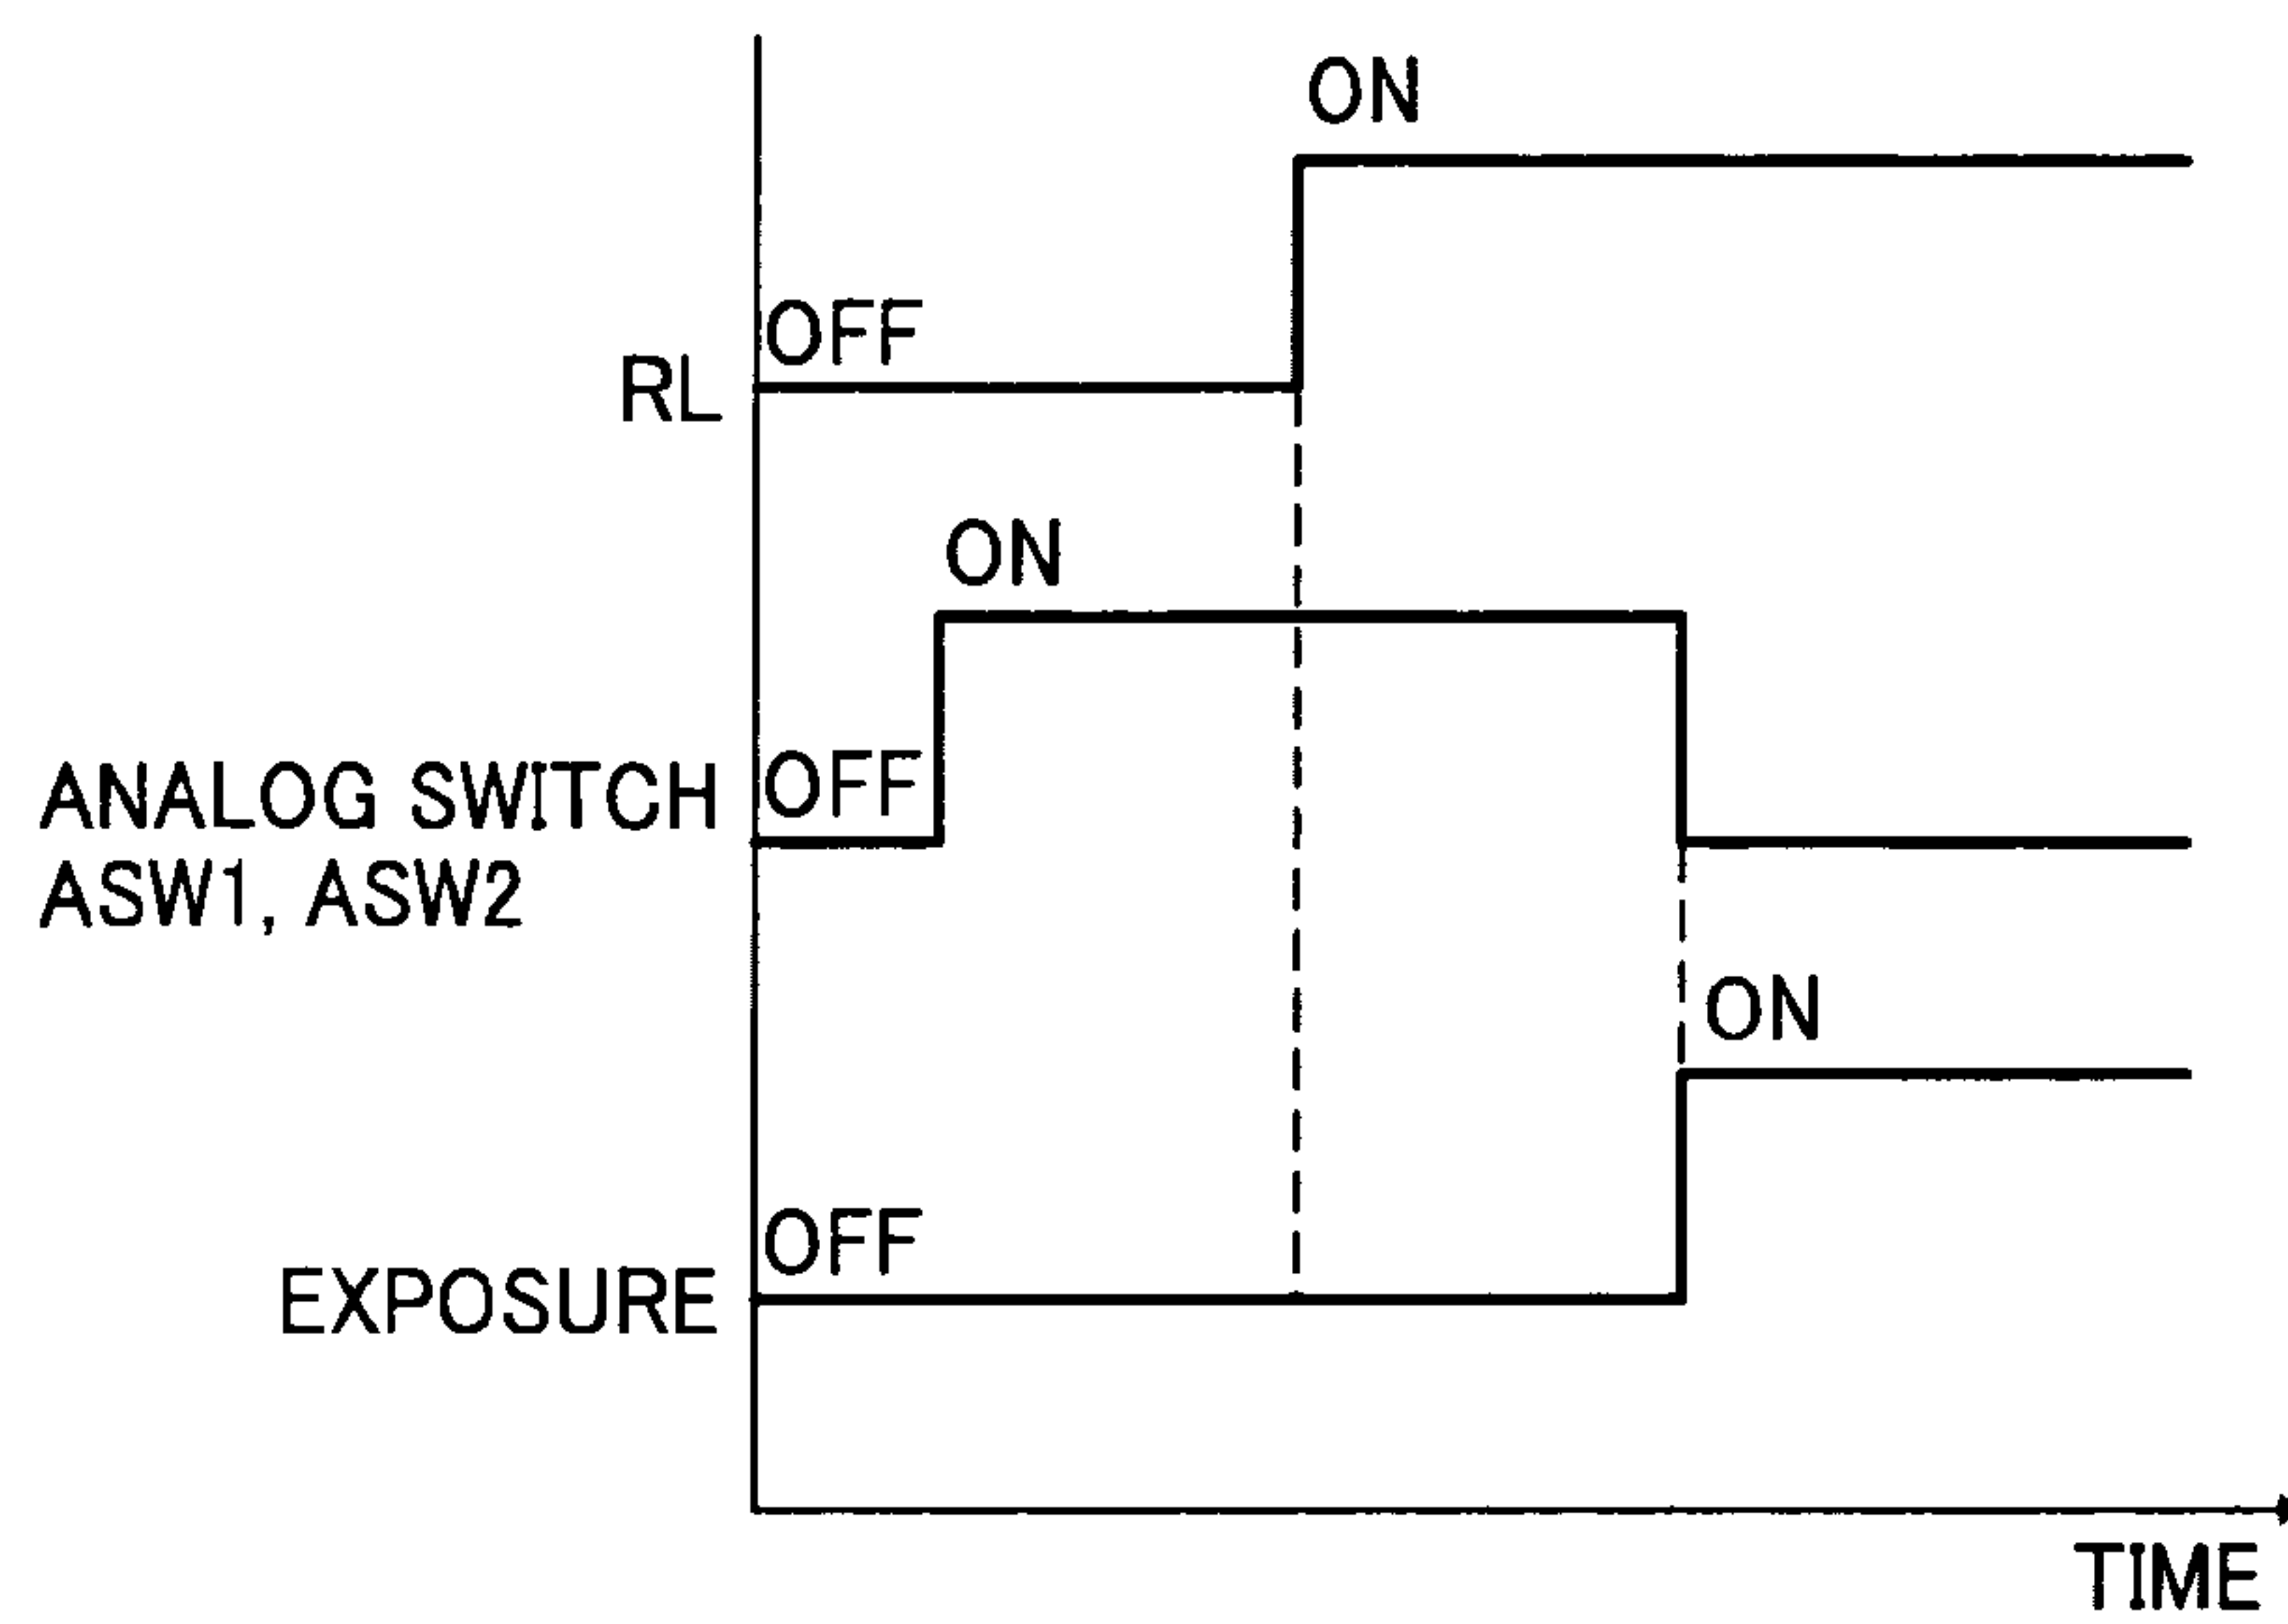 ON
OFF
RL
ON
OFF
ANALOG SWITCH
ASW1, ASW2
ON
OFF
EXPOSURE
TIME